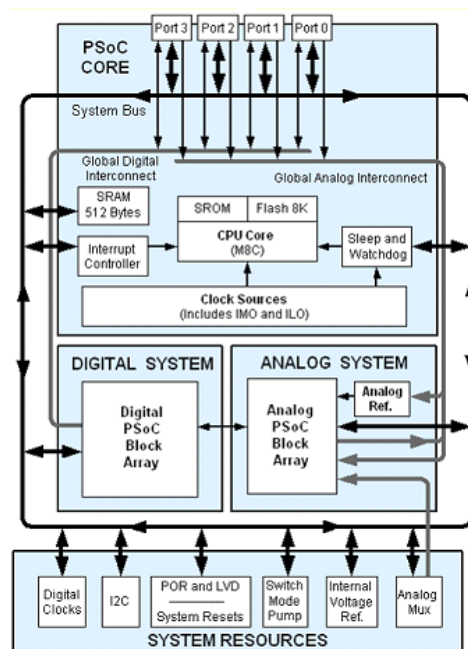 Port 3 Port 2 Port 1 Port 0
PSoC
CORE
System Bus
Global Digital
Interconnect
Global Analog Interconnect
SRAM
512 Bytes
SROM Flash 8K
CPU Core
(M8C)
Interrupt
Controller
Sleep and
Watchdog
Clock Sources
(Includes IMO and ILO)
DIGITAL SYSTEM
ANALOG SYSTEM
Digital
PSoC
Block
Array
Analog
PSoC
Block
Array
Analog
Ref.
Digital
Clocks
I2C
POR and LVD
System Resets
Switch
Mode
Pump
Internal
Voltage
Ref.
Analog
Mux
SYSTEM RESOURCES